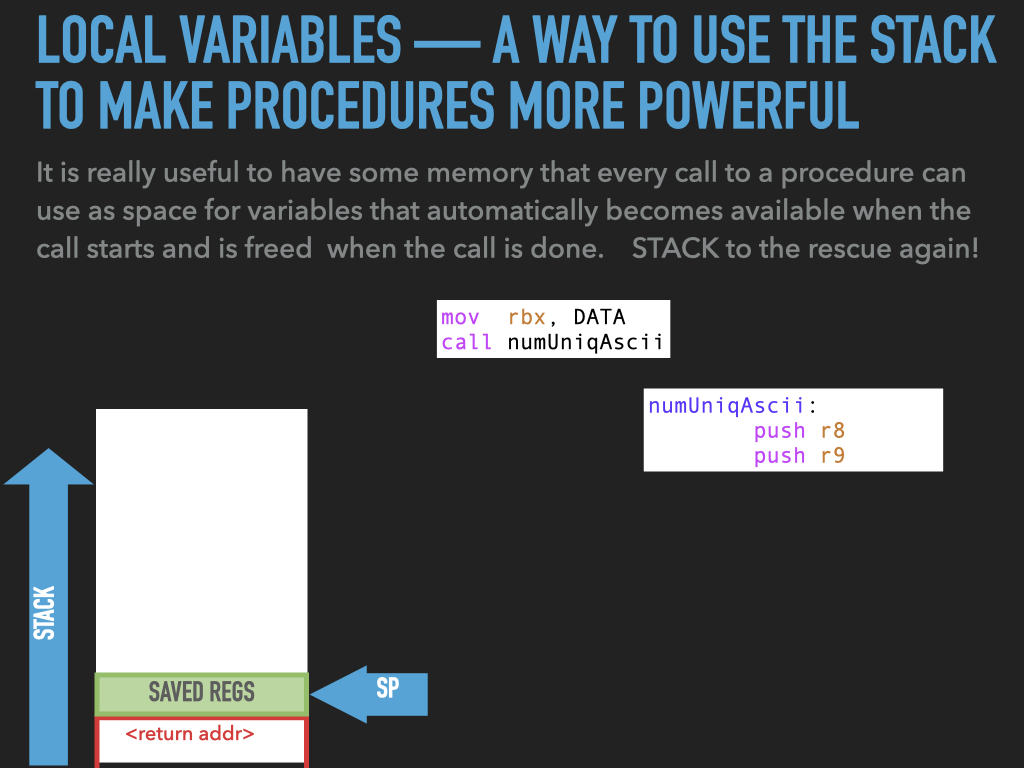 LOCAL VARIABLES — A WAY TO USE THE STACK
TO MAKE PROCEDURES MORE POWERFUL
It is really useful to have some memory that every call to a procedure can
use as space for variables that automatically becomes available when the
call starts and is freed  when the call is done.    STACK to the rescue again!
mov  rbx, DATA
call numUniqAscii
numUniqAscii:
        push r8
        push r9
STACK
SAVED REGS
SP
<return addr>